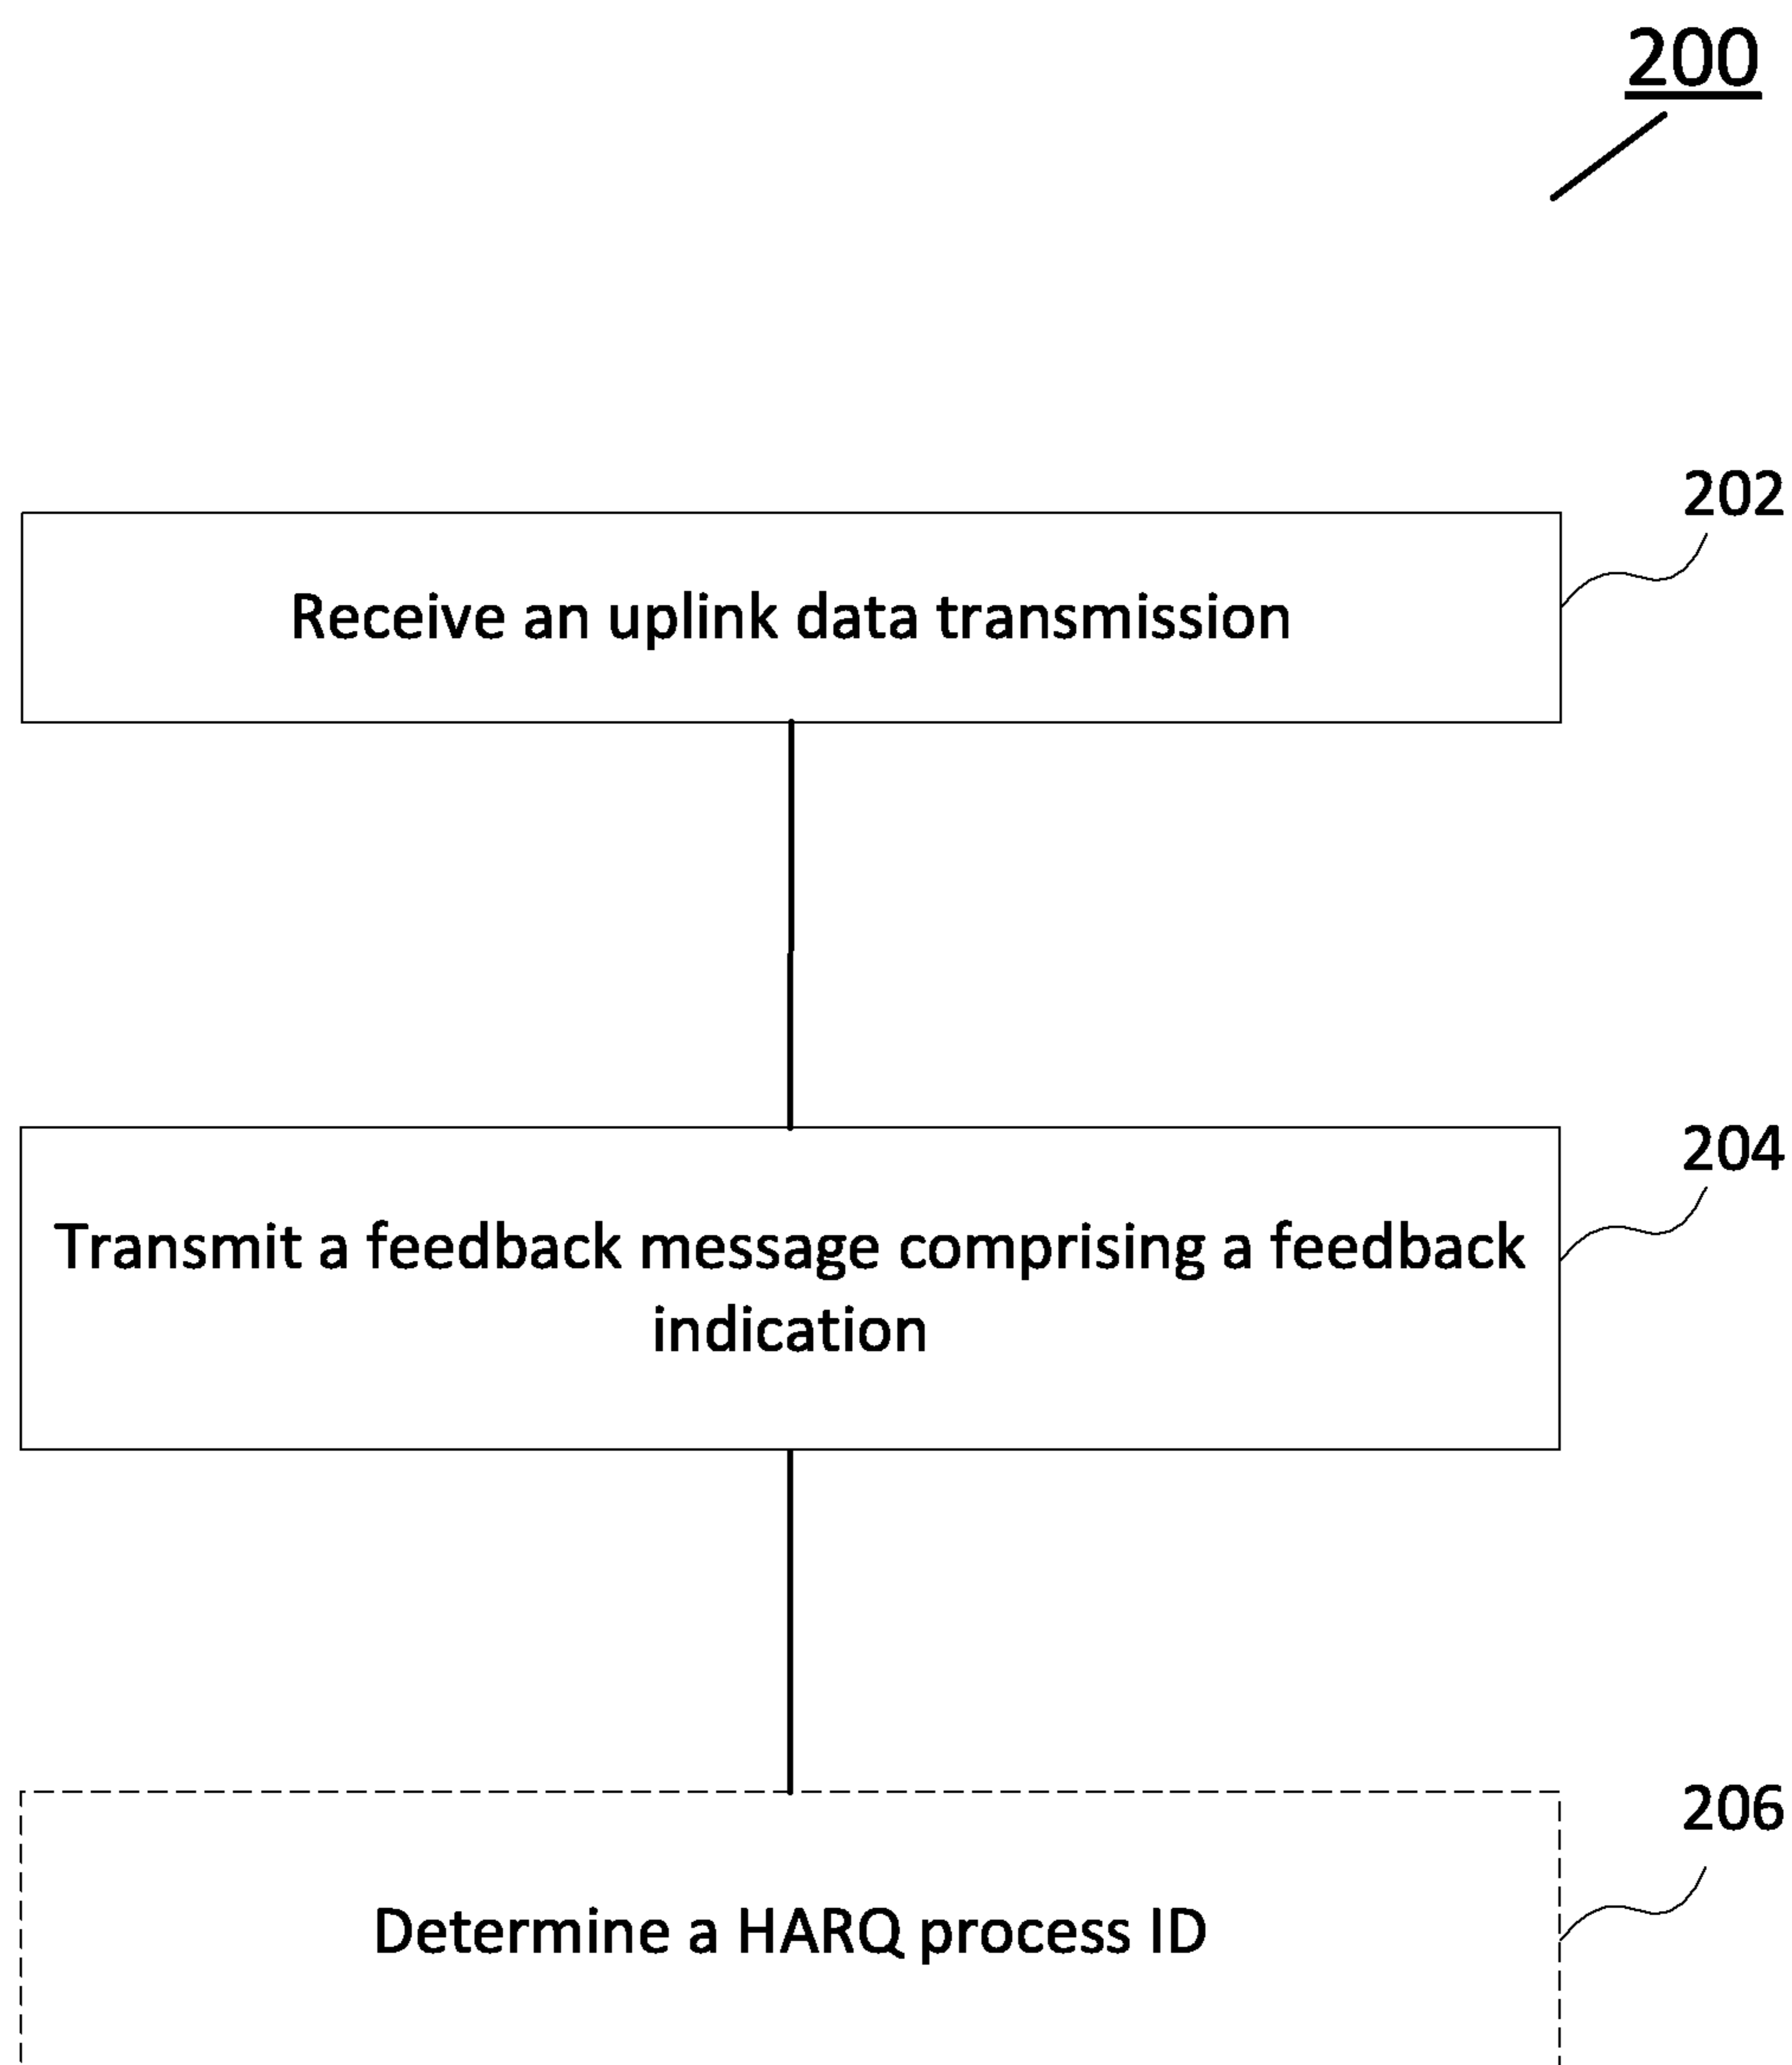 200
202
Receive an uplink data transmission
204
Transmit a feedback message comprising a feedback
indication
206
Determine a HARQ process ID